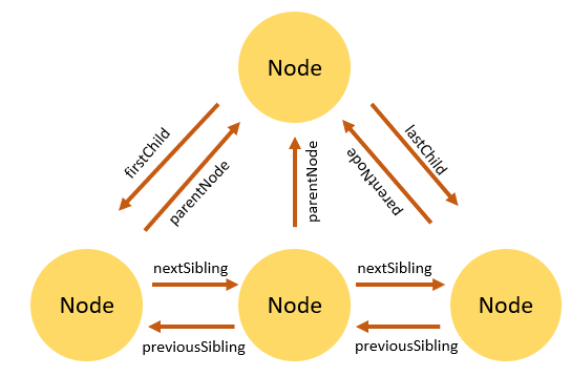 Node
firstChild
parentNode
parentNode
parentNode
lastChild
Node
nextSibling
previousSibling
Node
nextSibling
previousSibling
Node